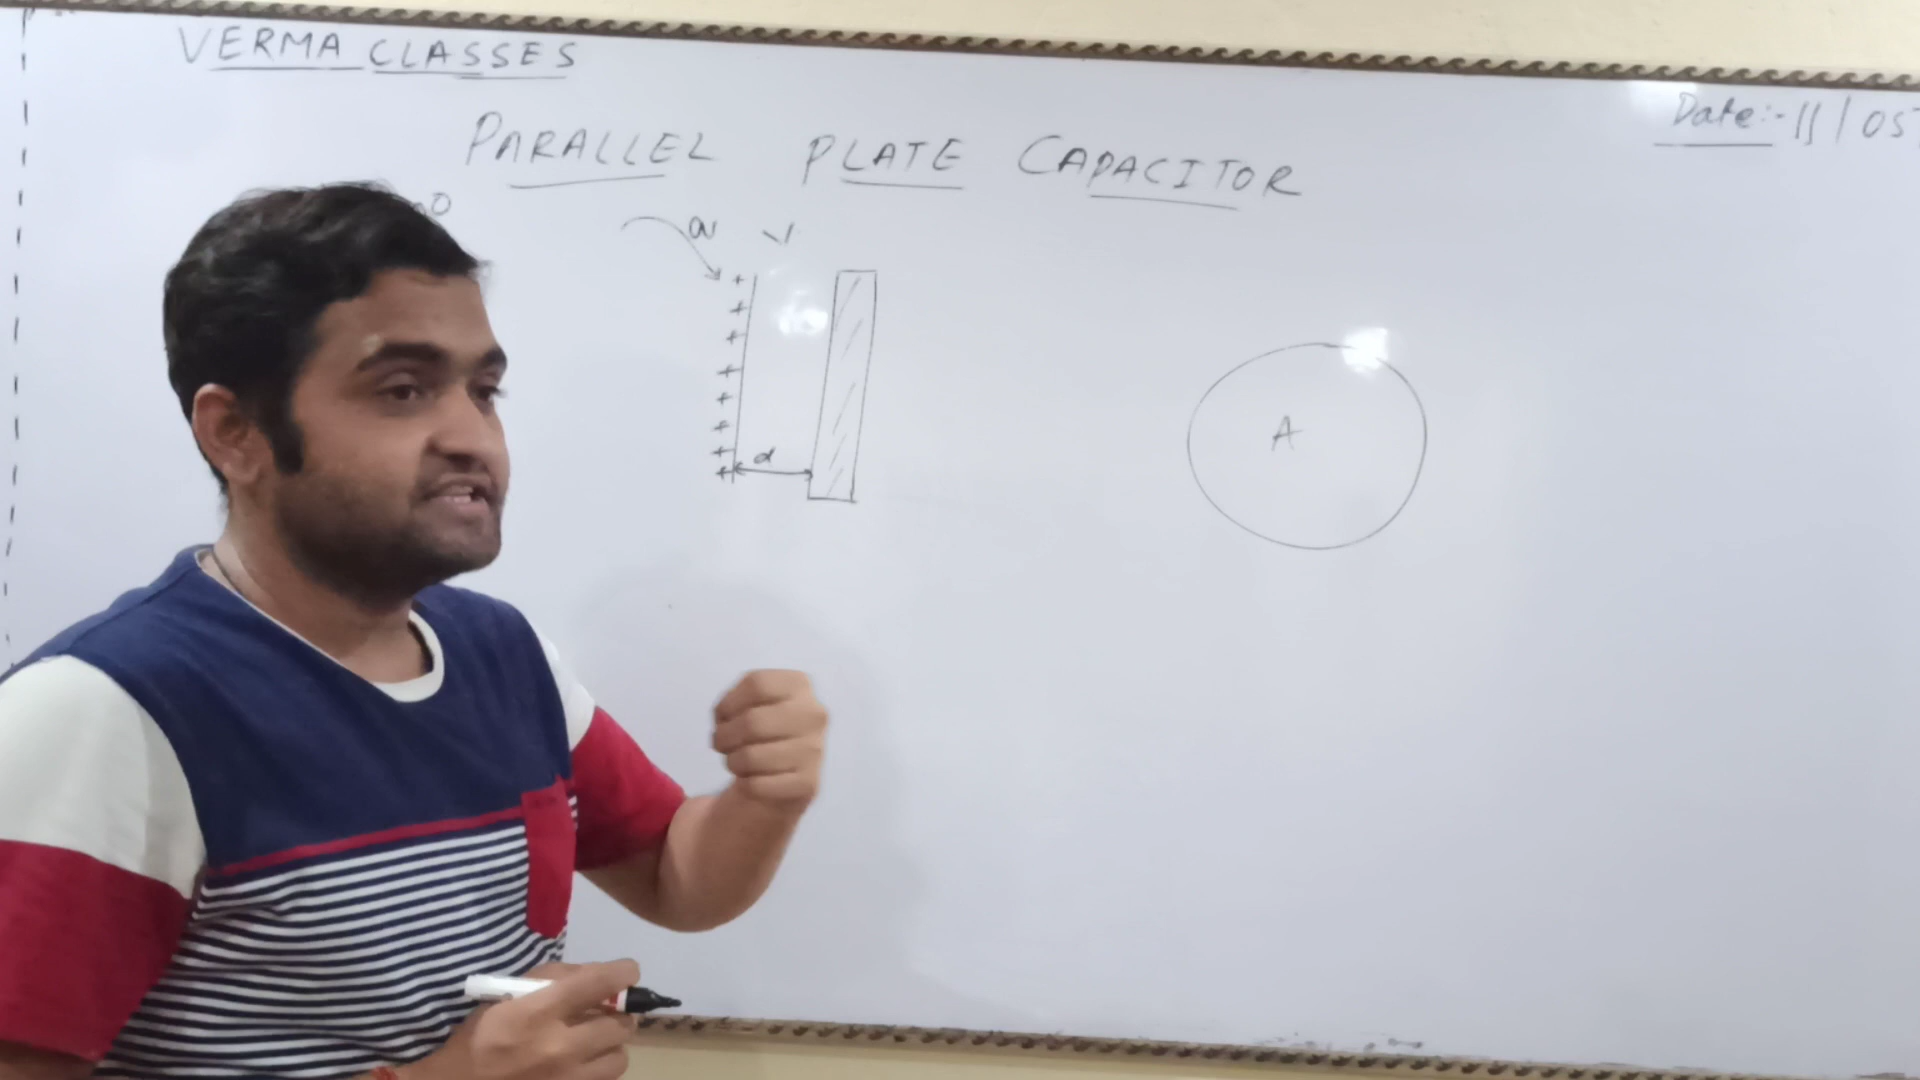 VERMA CLASSES
Date:- 11/05
PARALLEL PLATE CAPACITOR
V
+
+
+
+
+
+
+
+
d
A